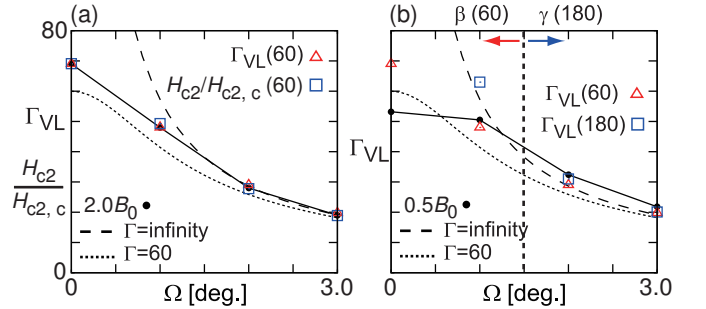 (a)
80
Γ_VL(60)
H_c2/H_c2, c (60)
Γ_VL
H_c2
H_c2, c
2.0B_0
Γ=infinity
Γ=60
0
0
3.0
Ω [deg.]
(b)
β (60)
γ (180)
Γ_VL(60)
Γ_VL(180)
Γ_VL
0.5B_0
Γ=infinity
Γ=60
0
3.0
Ω [deg.]